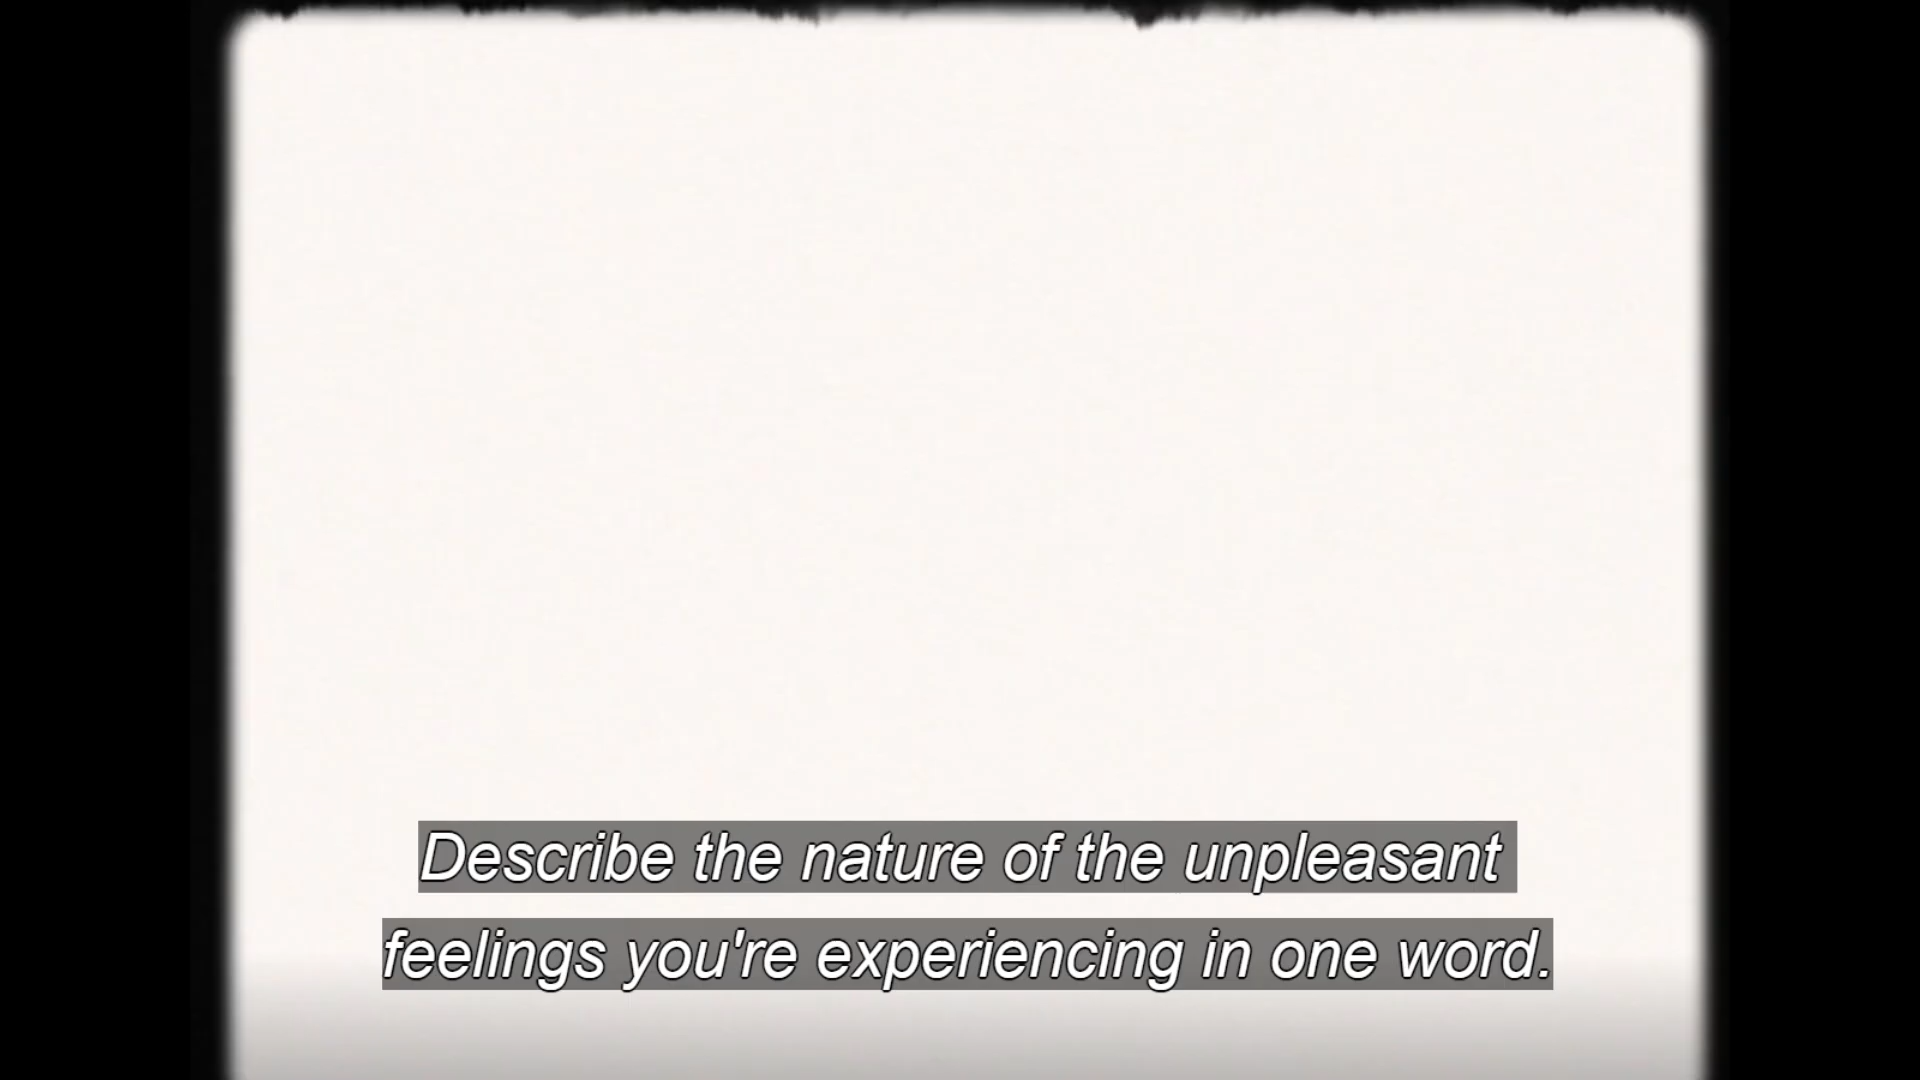 Describe the nature of the unpleasant
feelings you're experiencing in one word.